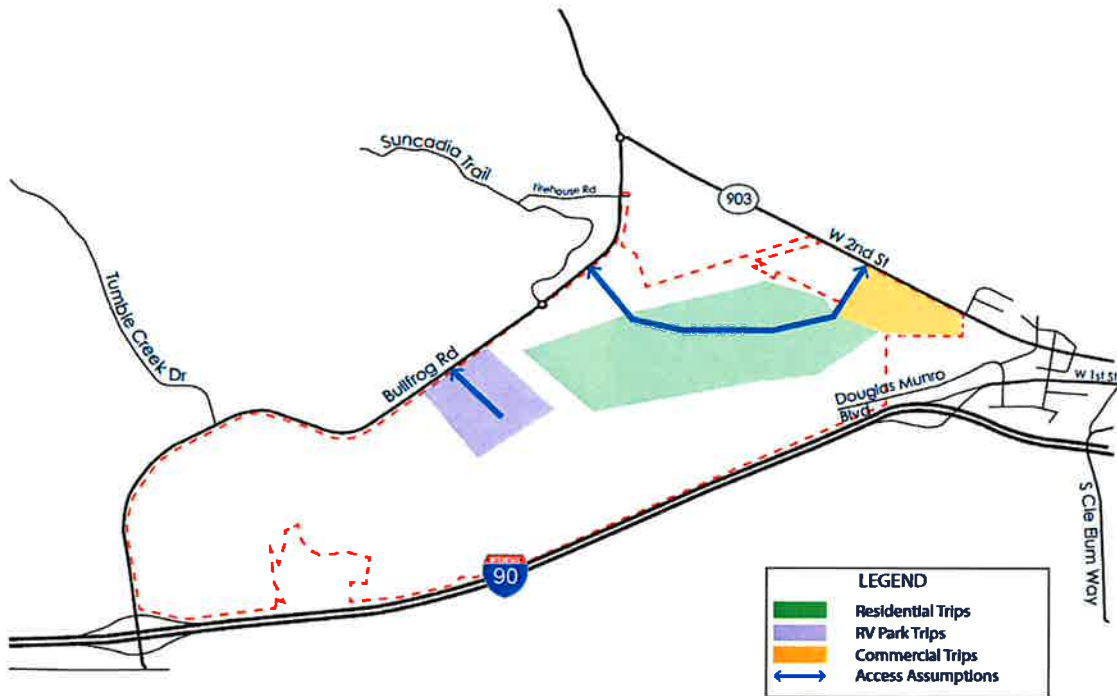 Suncadia Trail
Firehouse Rd
903
W 2nd St
Tumble Creek Dr
Bullfrog Rd
Douglas Munro
Blvd
W 1st St
S Cle Elum Way
90
LEGEND
Residential Trips
RV Park Trips
Commercial Trips
Access Assumptions